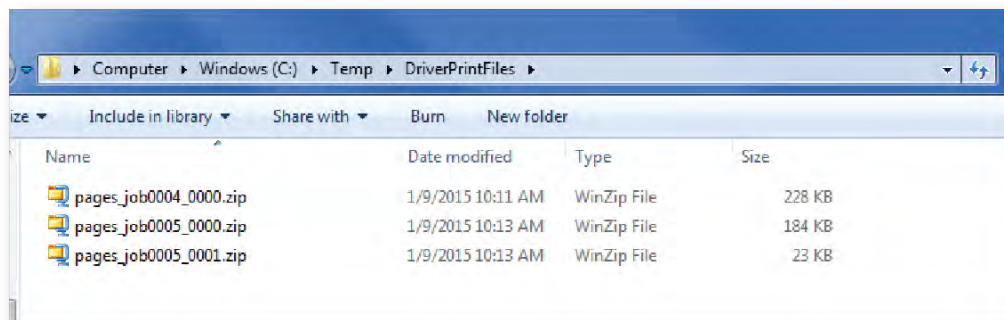 Computer Windows (C:) Temp DriverPrintFiles
ize Include in library Share with Burn New folder
Name Date modified Type Size
pages_job0004_0000.zip 1/9/2015 10:11 AM WinZip File 228 KB
pages_job0005_0000.zip 1/9/2015 10:13 AM WinZip File 184 KB
pages_job0005_0001.zip 1/9/2015 10:13 AM WinZip File 23 KB